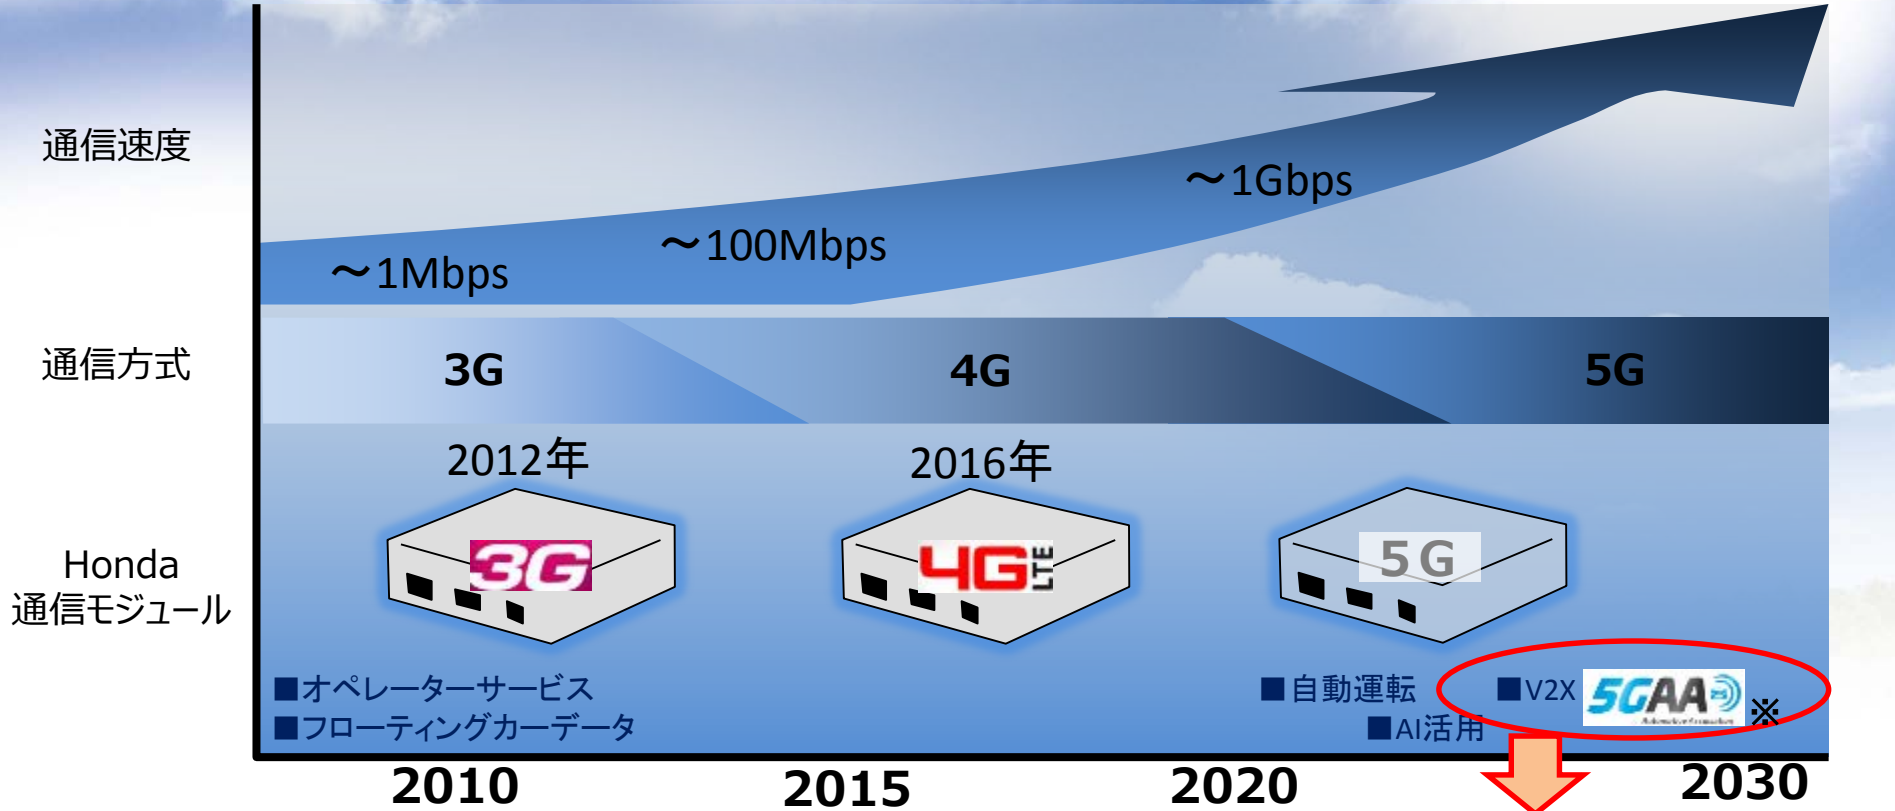 通信速度
～1Mbps
～100Mbps
～1Gbps
通信方式
3G
4G
5G
2012年
2016年
Honda
通信モジュール
3G
4G LTE
5G
■オペレーターサービス
■フローティングカーデータ
■自動運転
■AI活用
■V2X
5GAA
※
2010
2015
2020
2030